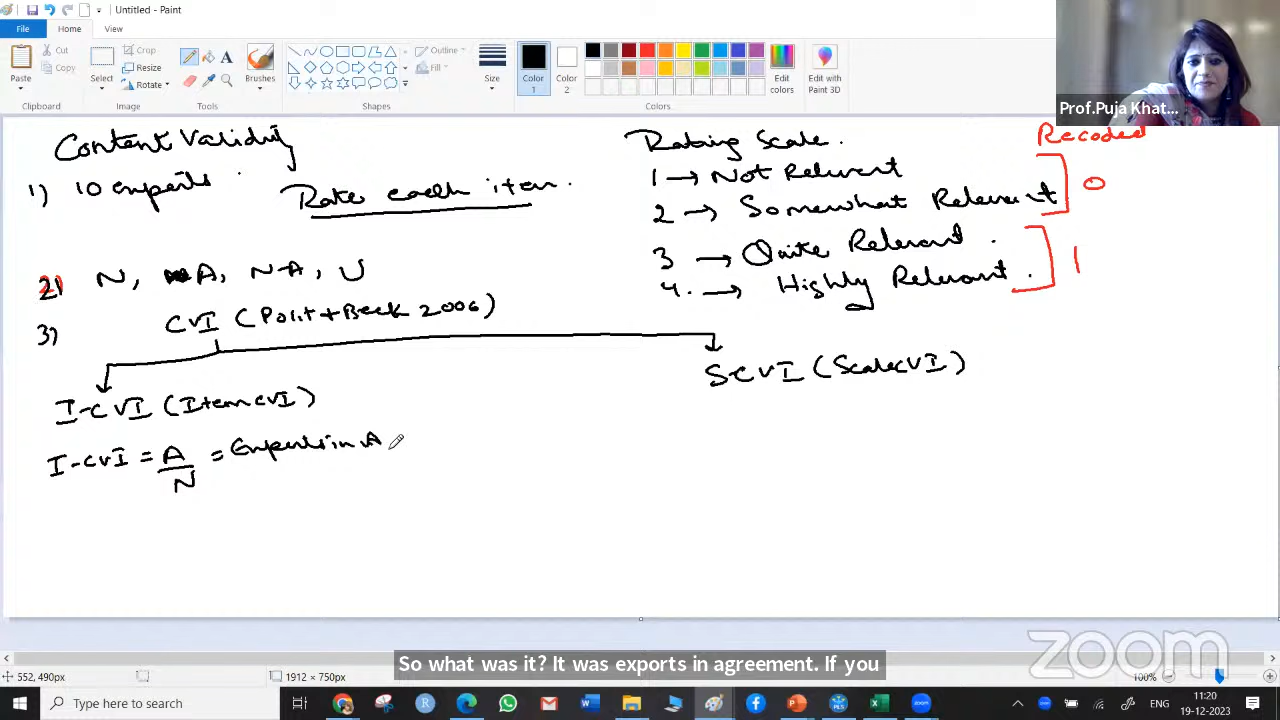 Untitled - Paint
File Home View
Paste
Cut
Copy
Clipboard
Select
Crop
Resize
Rotate
Image
Tools
Brushes
Shapes
Outline
Fill
Size
Color 1
Color 2
Colors
Edit colors
Edit with Paint 3D
Prof.Puja Khat...
Content Validity
1) 10 experts.
Rate each item.
Rating Scale.
Recoded
1 → Not Relevant
2 → Somewhat Relevant
0
3 → Quite Relevant.
4. → Highly Relevant.
1
2) N, A, N-A, U
3) CVI (Polit+Beck 2006)
I-CVI (Item CVI)
S-CVI (Scale CVI)
I-CVI = A/N = Experts in A
zoom
So what was it? It was exports in agreement. If you
552, 490px
1912 × 750px
100%
Type here to search
ENG
11:20
19-12-2023